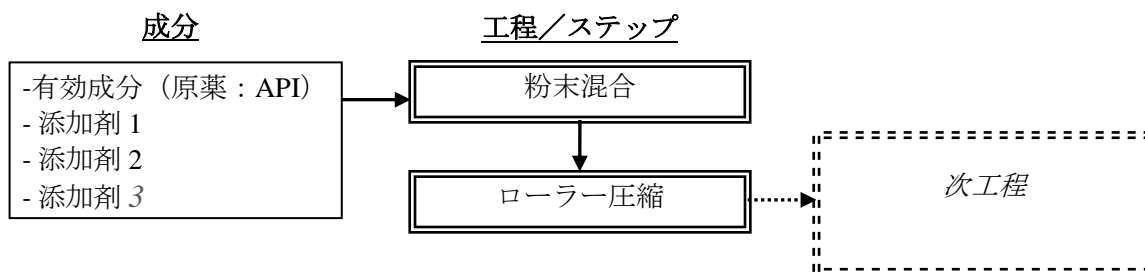 成分
工程/ステップ
-有効成分(原薬:API)
- 添加剤 1
- 添加剤 2
- 添加剤 3
粉末混合
ローラー圧縮
次工程